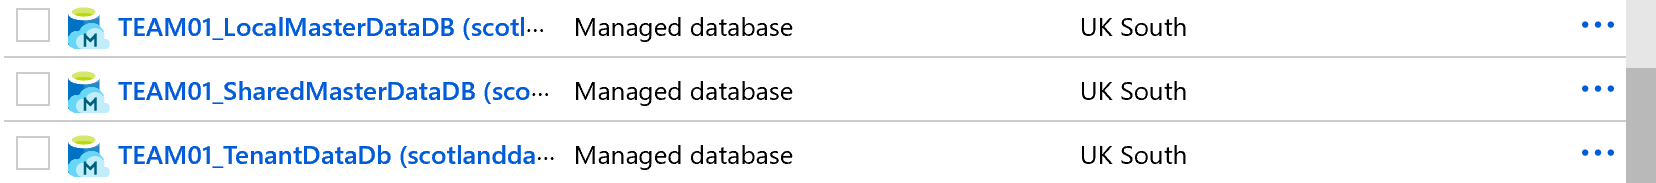 TEAM01_LocalMasterDataDB (scotl... Managed database UK South ...
TEAM01_SharedMasterDataDB (sco... Managed database UK South ...
TEAM01_TenantDataDb (scotlandda... Managed database UK South ...